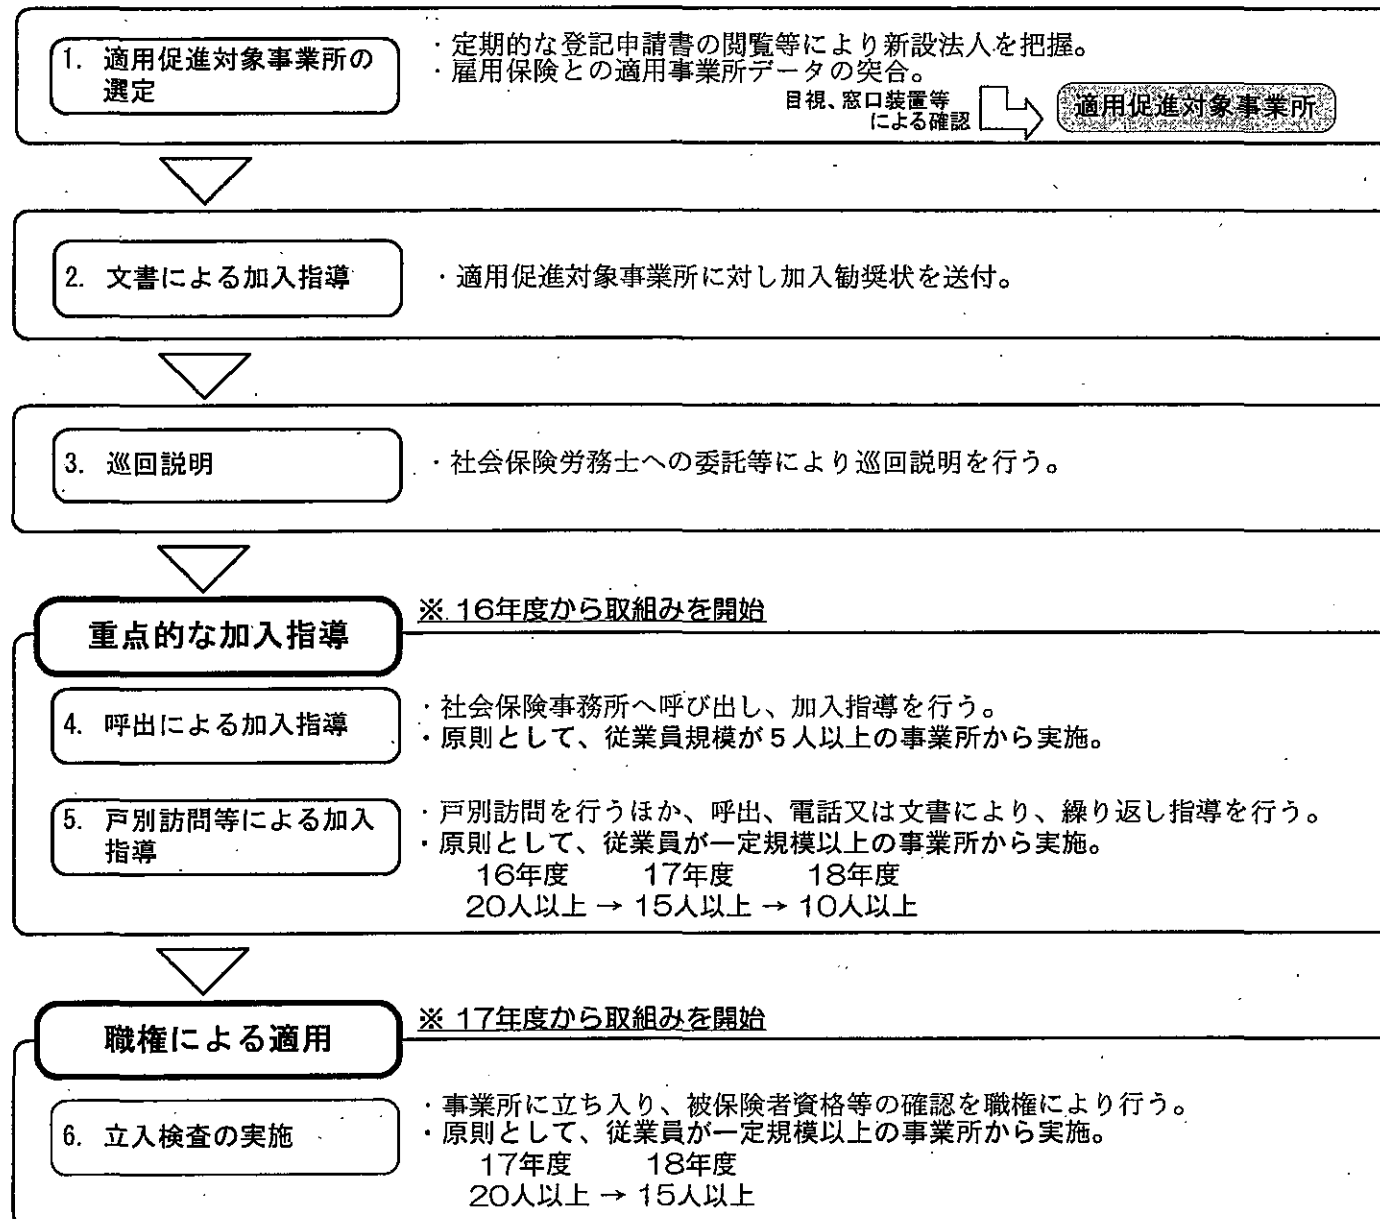 1. 適用促進対象事業所の
選定
・定期的な登記申請書の閲覧等により新設法人を把握。
・雇用保険との適用事業所データの突合。
目視、窓口装置等
による確認
適用促進対象事業所
2. 文書による加入指導
・適用促進対象事業所に対し加入勧奨状を送付。
3. 巡回説明
・社会保険労務士への委託等により巡回説明を行う。
重点的な加入指導
※ 16年度から取組みを開始
4. 呼出による加入指導
・社会保険事務所へ呼び出し、加入指導を行う。
・原則として、従業員規模が5人以上の事業所から実施。
5. 戸別訪問等による加入
指導
・戸別訪問を行うほか、呼出、電話又は文書により、繰り返し指導を行う。
・原則として、従業員が一定規模以上の事業所から実施。
16年度 17年度 18年度
20人以上 → 15人以上 → 10人以上
職権による適用
※ 17年度から取組みを開始
6. 立入検査の実施
・事業所に立ち入り、被保険者資格等の確認を職権により行う。
・原則として、従業員が一定規模以上の事業所から実施。
17年度 18年度
20人以上 → 15人以上